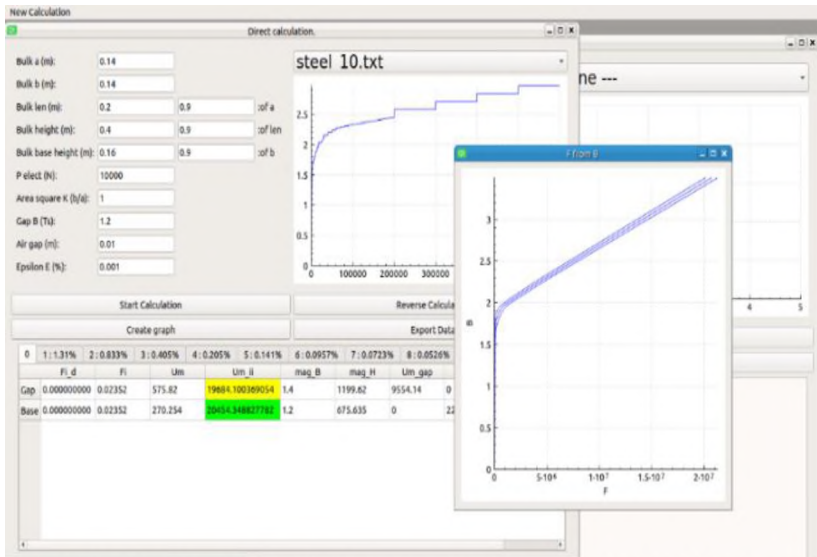 New Calculation
Direct calculation.
Bulk a (m): 0.14
Bulk b (m): 0.14
Bulk len (m): 0.2 0.9 :of a
Bulk height (m): 0.4 0.9 :of len
Bulk base height (m): 0.16 0.9 :of b
P elect (N): 10000
Area square K (b/a): 1
Gap B (Ts): 1.2
Air gap (m): 0.01
Epsilon E (%): 0.001
steel_10.txt
2.5
2
1.5
1
0.5
0
0 100000 200000 300000
ne ---
4 5
F from B
3
2.5
2
B
1.5
1
0.5
0
0 5·10⁶ 1·10⁷ 1.5·10⁷ 2·10⁷
F
Start Calculation Reverse Calcula
Create graph Export Data
0 1:1.31% 2:0.833% 3:0.405% 4:0.205% 5:0.141% 6:0.0957% 7:0.0723% 8:0.0526%
Fi_d Fi Um Um_ii mag_B mag_H Um_gap
Gap 0.000000000 0.02352 575.82 19684.100369054 1.4 1199.62 9554.14 0
Base 0.000000000 0.02352 270.254 20454.348827782 1.2 675.635 0 22